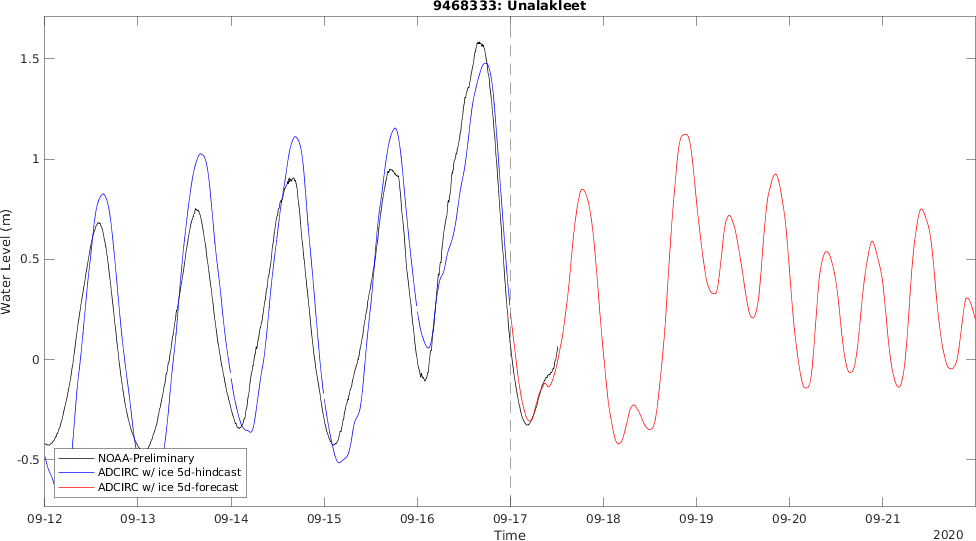 9468333: Unalakleet
Water Level (m)
1.5
1
0.5
0
-0.5
NOAA-Preliminary
ADCIRC w/ ice 5d-hindcast
ADCIRC w/ ice 5d-forecast
09-12 09-13 09-14 09-15 09-16 09-17 09-18 09-19 09-20 09-21
Time
2020